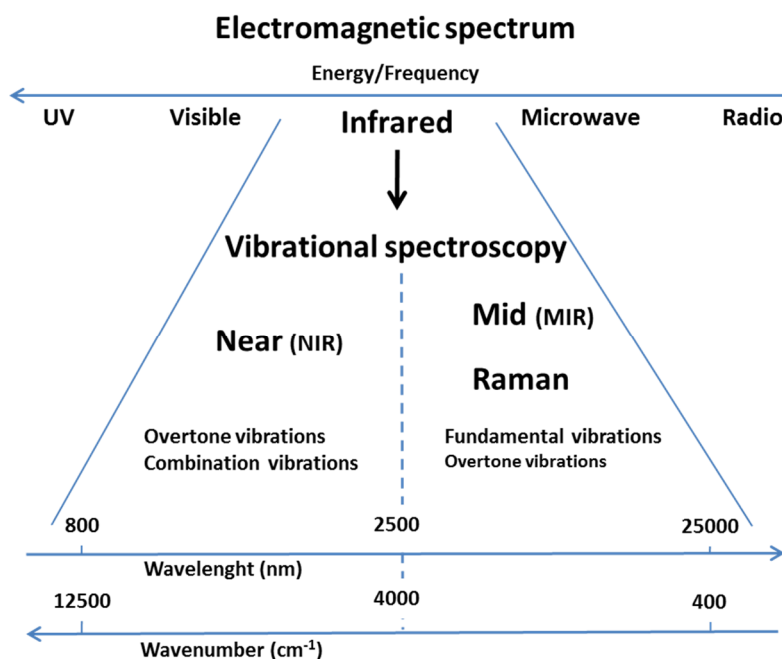 Electromagnetic spectrum
Energy/Frequency
UV Visible Infrared Microwave Radio
Vibrational spectroscopy
Near (NIR)
Mid (MIR)
Raman
Overtone vibrations
Combination vibrations
Fundamental vibrations
Overtone vibrations
800 2500 25000
Wavelenght (nm)
12500 4000 400
Wavenumber (cm⁻¹)